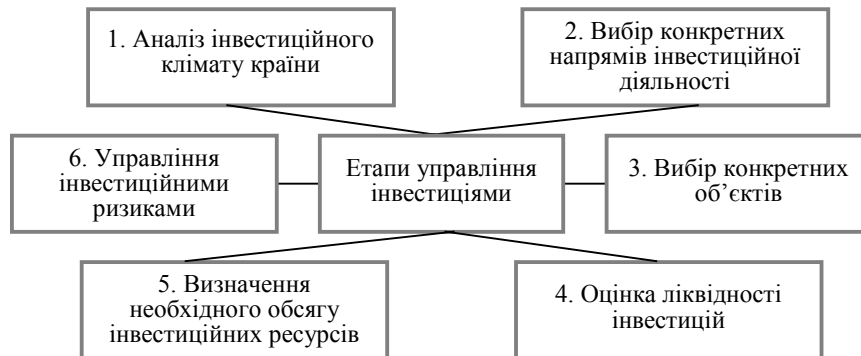 1. Аналіз інвестиційного
клімату країни
2. Вибір конкретних
напрямів інвестиційної
діяльності
6. Управління
інвестиційними
ризиками
Етапи управління
інвестиціями
3. Вибір конкретних
об’єктів
5. Визначення
необхідного обсягу
інвестиційних ресурсів
4. Оцінка ліквідності
інвестицій